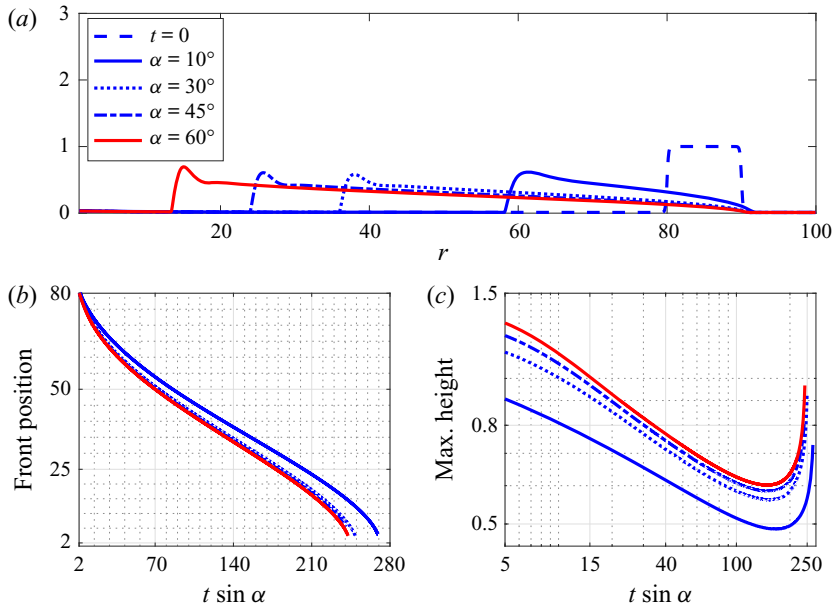 (a)
3
2
1
0
t = 0
α = 10°
α = 30°
α = 45°
α = 60°
20 40 60 80 100
r
(b)
80
50
25
2
Front position
2 70 140 210 280
t sin α
(c)
1.5
0.8
0.5
Max. height
5 15 40 100 250
t sin α